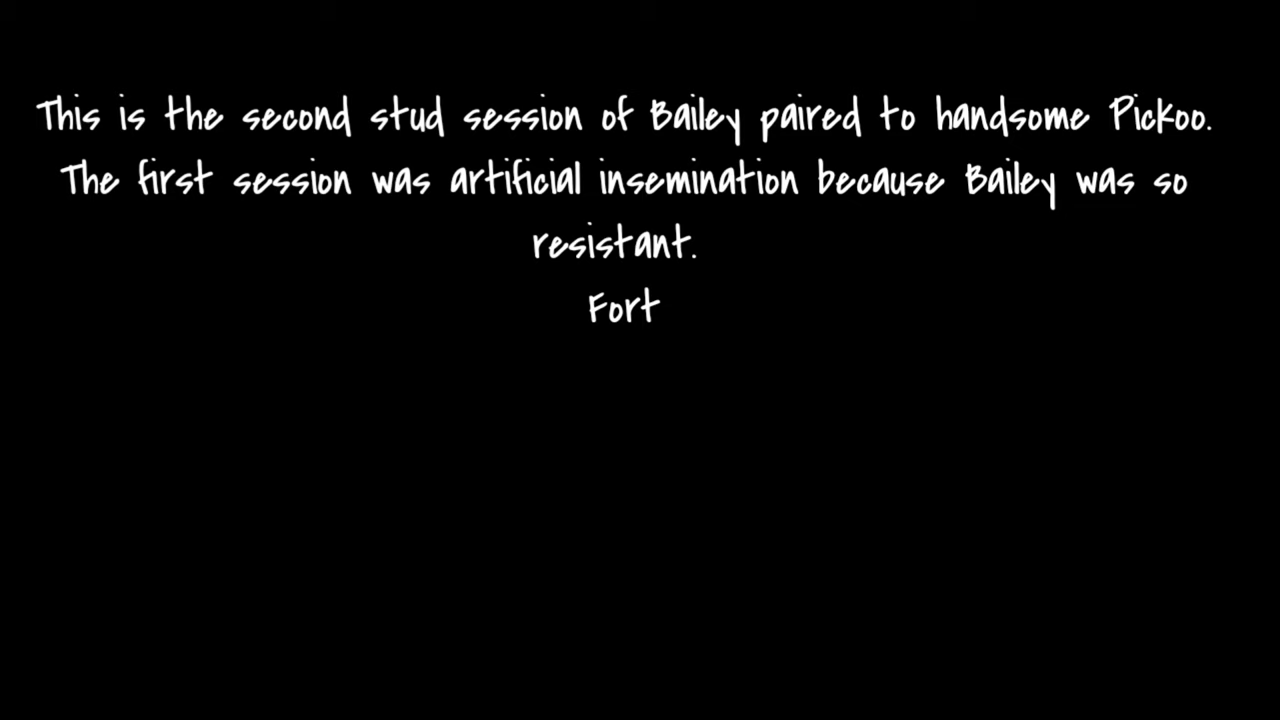 This is the second stud session of Bailey paired to handsome Pickoo.
The first session was artificial insemination because Bailey was so
resistant.
Fort